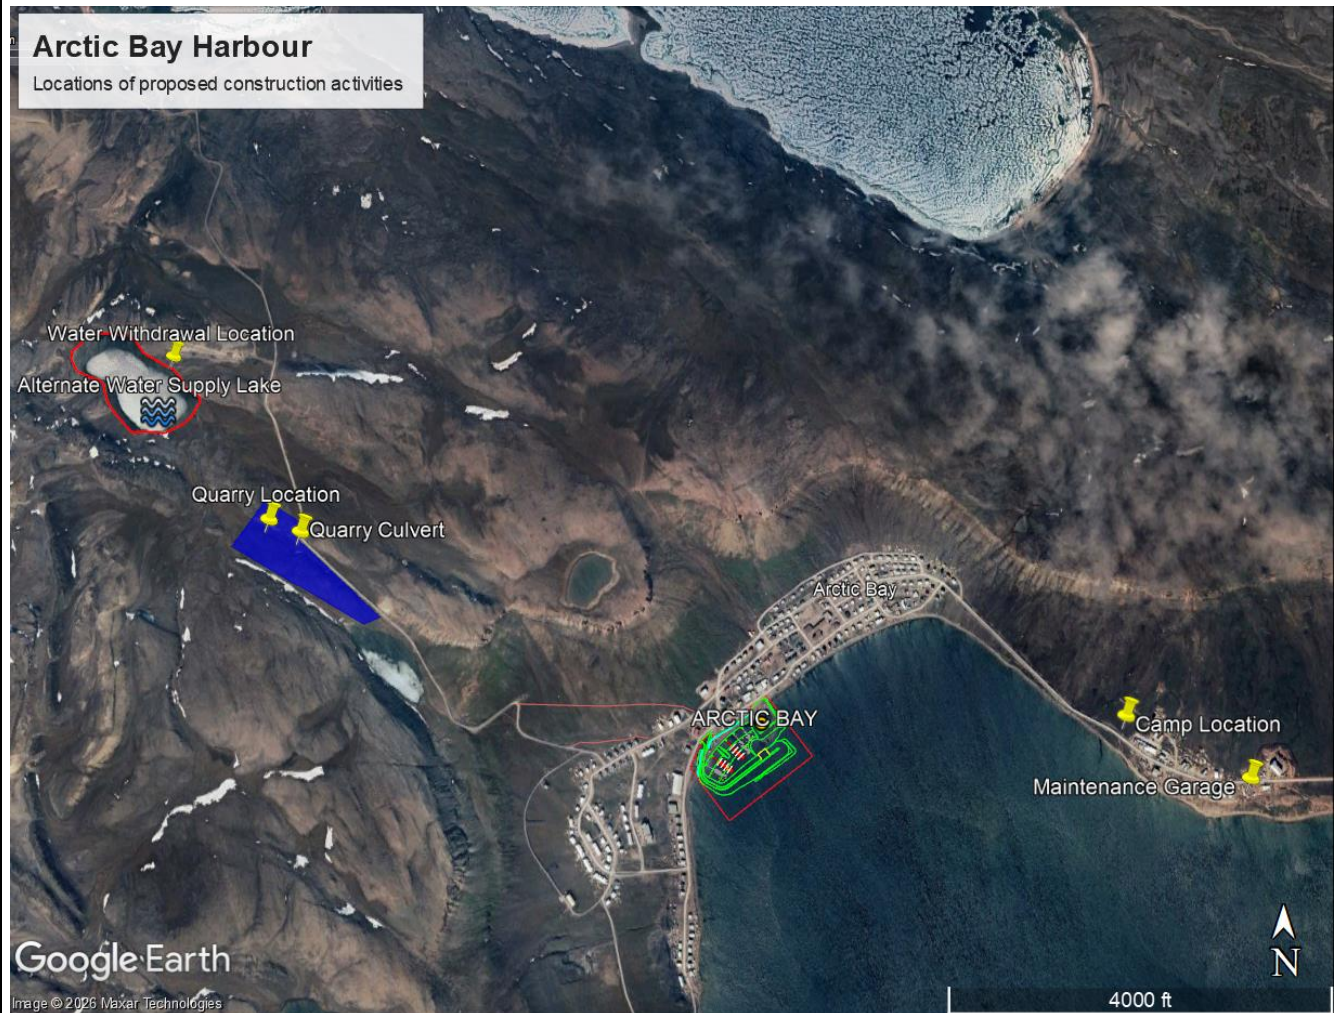 Arctic Bay Harbour
Locations of proposed construction activities
Water Withdrawal Location
Alternate Water Supply Lake
Quarry Location
Quarry Culvert
Arctic Bay
ARCTIC BAY
Camp Location
Maintenance Garage
Google Earth
N
Image © 2026 Maxar Technologies
4000 ft